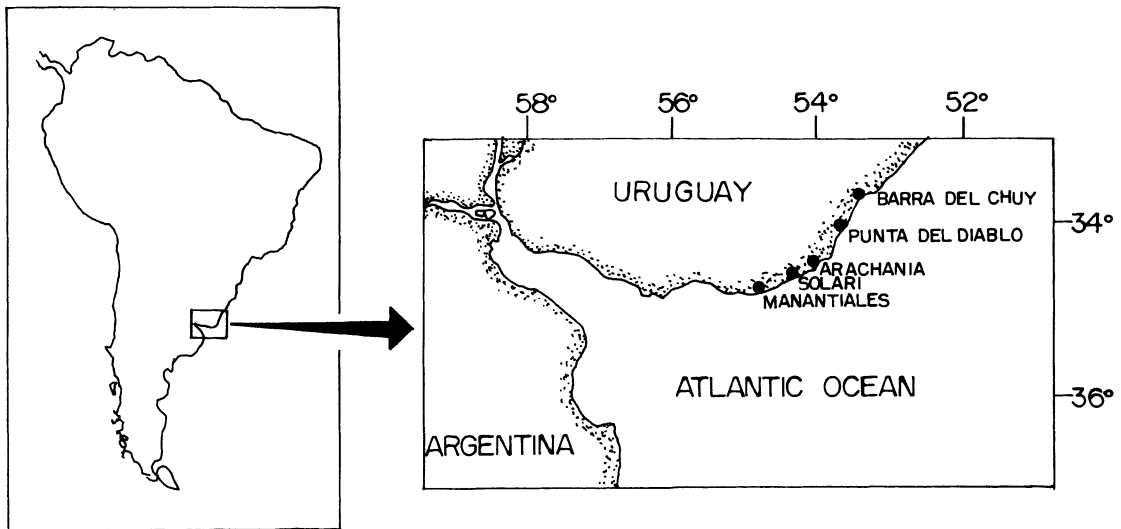 58°
56°
54°
52°
URUGUAY
BARRA DEL CHUY
34°
PUNTA DEL DIABLO
ARACHANIA
SOLARI
MANANTIALES
ATLANTIC OCEAN
36°
ARGENTINA